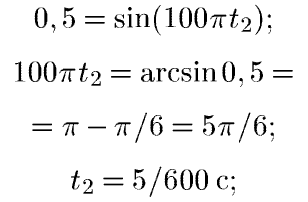 0,5 = sin(100πt₂);
100πt₂ = arcsin 0, 5 =
= π − π/6 = 5π/6;
t₂ = 5/600 с;